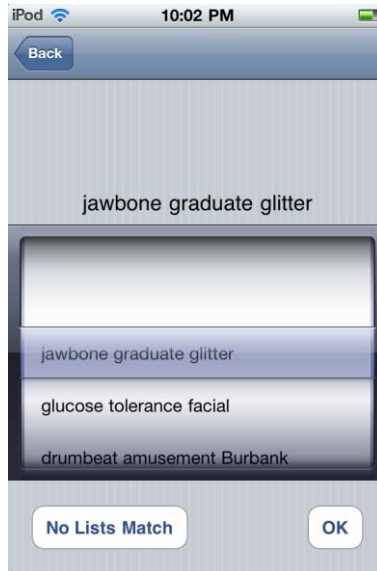 iPod 10:02 PM
Back
jawbone graduate glitter
jawbone graduate glitter
glucose tolerance facial
drumbeat amusement Burbank
No Lists Match OK